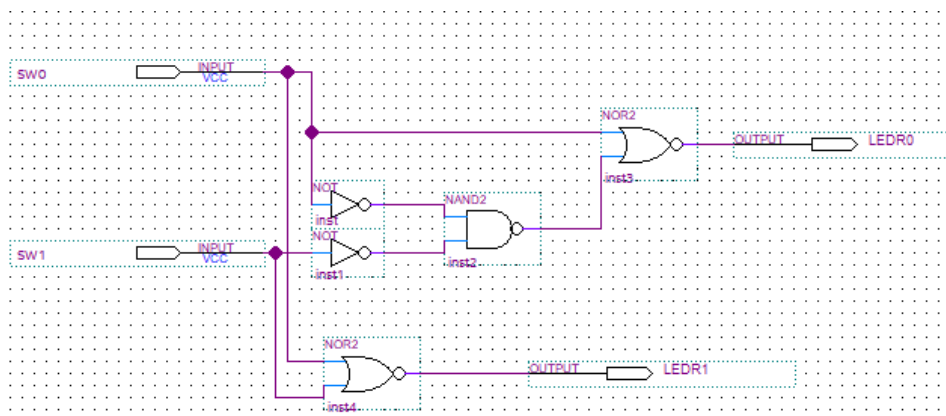 SW0
INPUT
VCC
NOR2
OUTPUT
LEDR0
inst3
NOT
inst
NAND2
NOT
inst1
inst2
SW1
INPUT
VCC
NOR2
OUTPUT
LEDR1
inst4